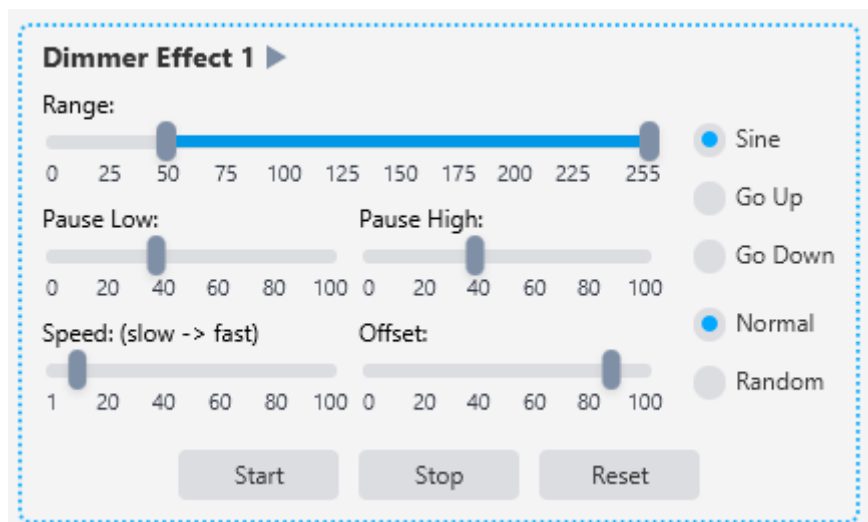 Dimmer Effect 1
Range:
0 25 50 75 100 125 150 175 200 225 255
Sine
Go Up
Pause Low: Pause High:
0 20 40 60 80 100 0 20 40 60 80 100
Go Down
Speed: (slow -> fast) Offset:
1 20 40 60 80 100 0 20 40 60 80 100
Normal
Random
Start Stop Reset